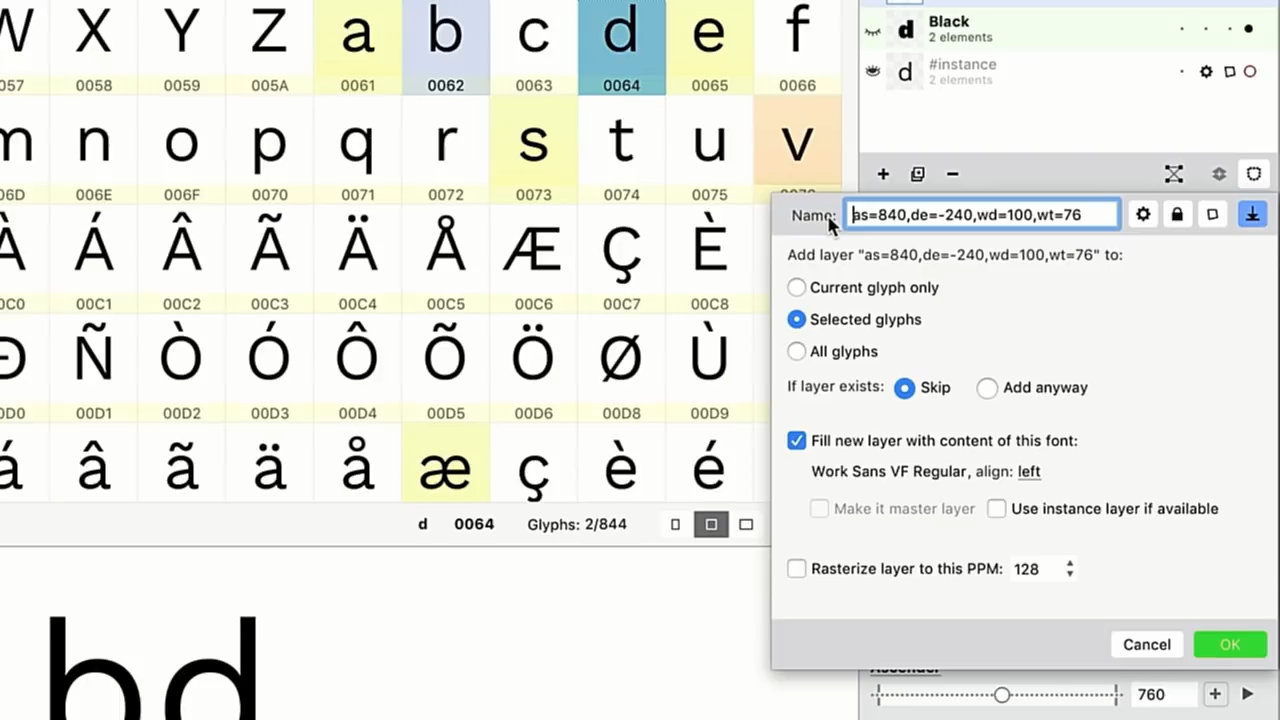 W X Y Z a b c d e f
057 0058 0059 005A 0061 0062 0063 0064 0065 0066
m n o p q r s t u v
06D 006E 006F 0070 0071 0072 0073 0074 0075
À Á Â Ã Ä Å Æ Ç È
0C0 00C1 00C2 00C3 00C4 00C5 00C6 00C7 00C8
Ð Ñ Ò Ó Ô Õ Ö Ø Ù
0D0 00D1 00D2 00D3 00D4 00D5 00D6 00D8 00D9
á â ã ä å æ ç è é
d 0064 Glyphs: 2/844
bd
d Black
2 elements
d #instance
2 elements
Name: as=840,de=-240,wd=100,wt=76
Add layer "as=840,de=-240,wd=100,wt=76" to:
Current glyph only
Selected glyphs
All glyphs
If layer exists: Skip Add anyway
Fill new layer with content of this font:
Work Sans VF Regular, align: left
Make it master layer Use instance layer if available
Rasterize layer to this PPM: 128
Cancel OK
Ascender
760